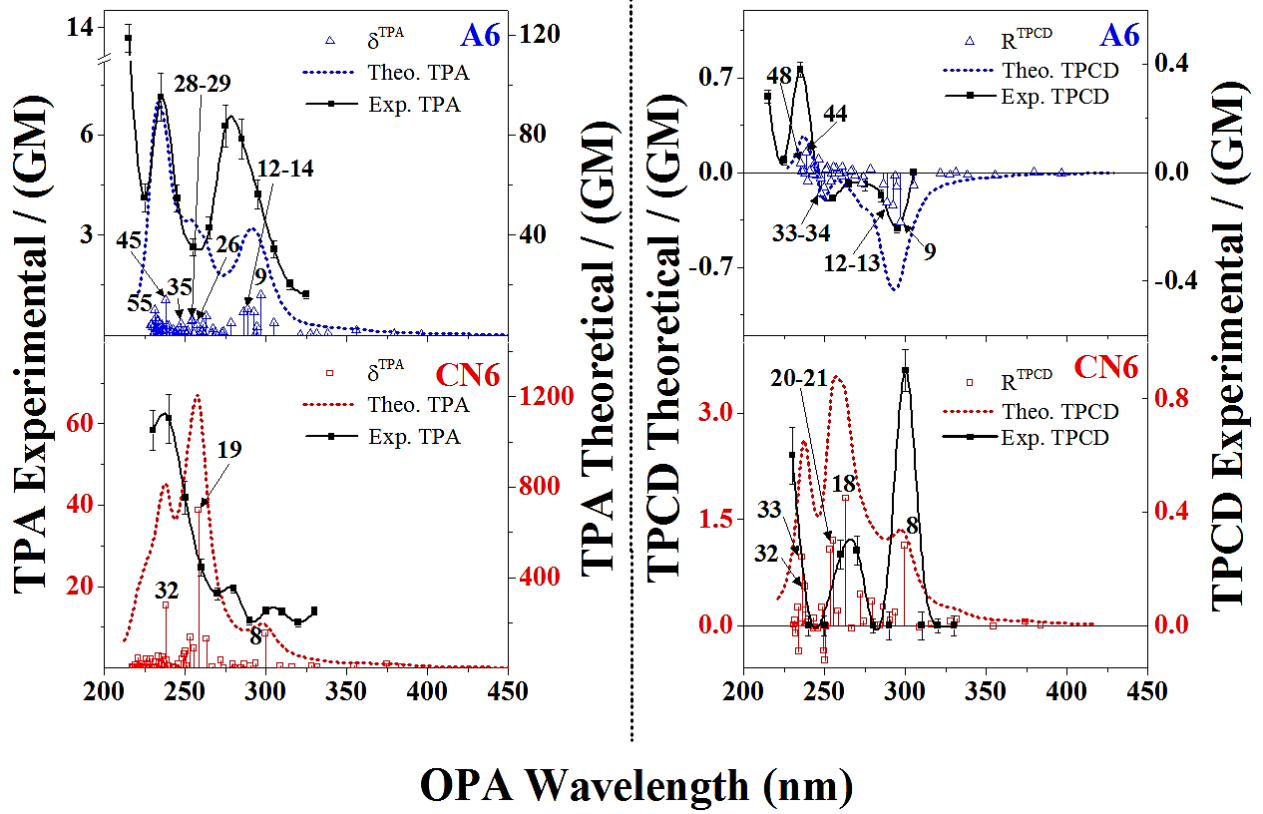 TPA Experimental / (GM)
14
6
3
δTPA
Theo. TPA
Exp. TPA
A6
28-29
12-14
45
26
35
9
55
120
80
40
TPA Theoretical / (GM)
60
40
20
δTPA
Theo. TPA
Exp. TPA
CN6
19
32
8
1200
800
400
200 250 300 350 400 450
TPCD Theoretical / (GM)
0.7
0.0
-0.7
RTPCD
Theo. TPCD
Exp. TPCD
A6
48
44
33-34
12-13
9
0.4
0.0
-0.4
TPCD Experimental / (GM)
3.0
1.5
0.0
20-21
RTPCD
Theo. TPCD
Exp. TPCD
CN6
18
33
8
32
0.8
0.4
0.0
200 250 300 350 400 450
OPA Wavelength (nm)